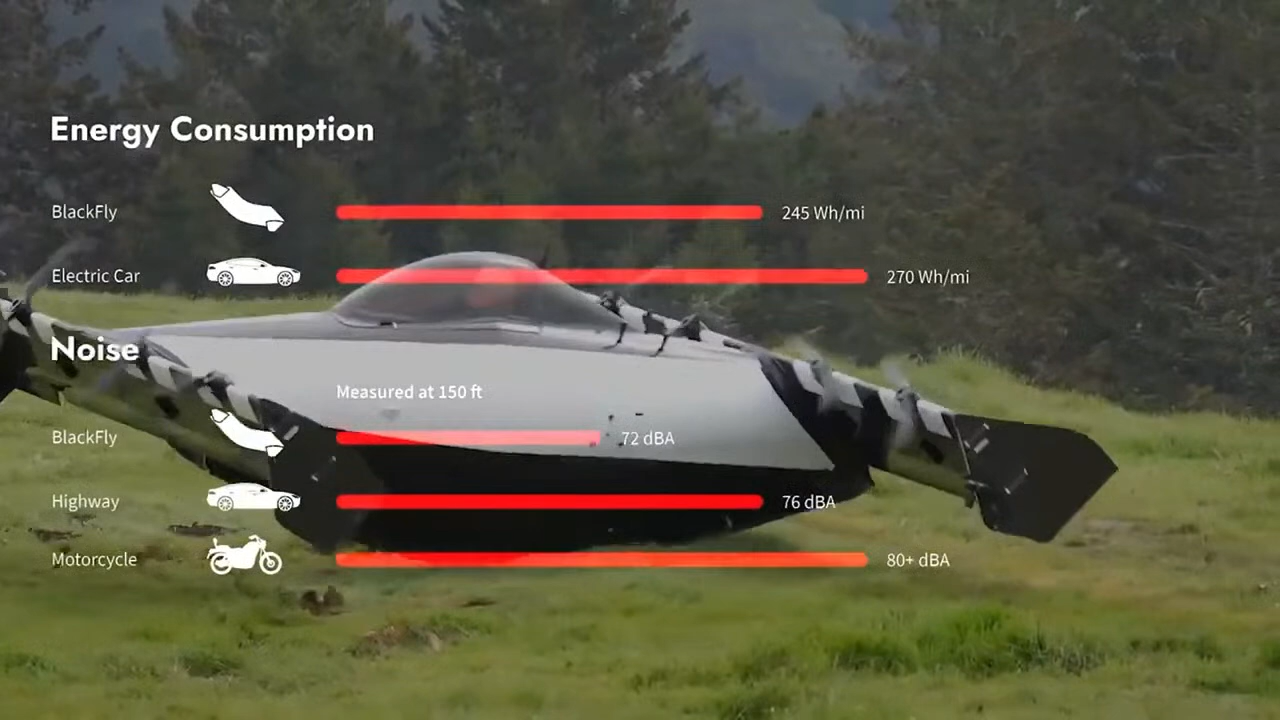 Energy Consumption
BlackFly 245 Wh/mi
Electric Car 270 Wh/mi
Noise
Measured at 150 ft
BlackFly 72 dBA
Highway 76 dBA
Motorcycle 80+ dBA